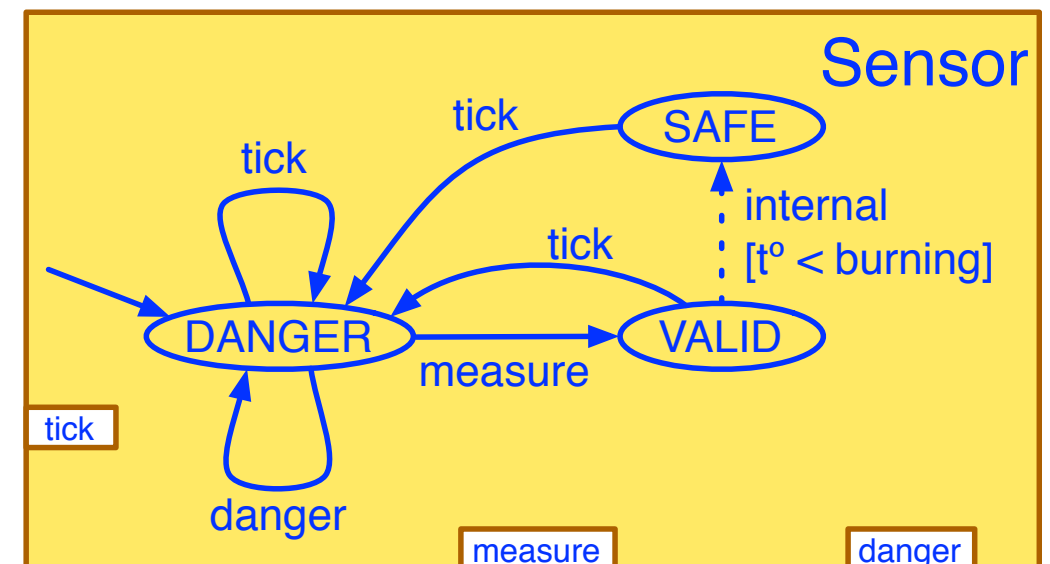 Sensor
tick
SAFE
tick
internal
tick
[tº < burning]
DANGER
VALID
measure
tick
danger
measure
danger